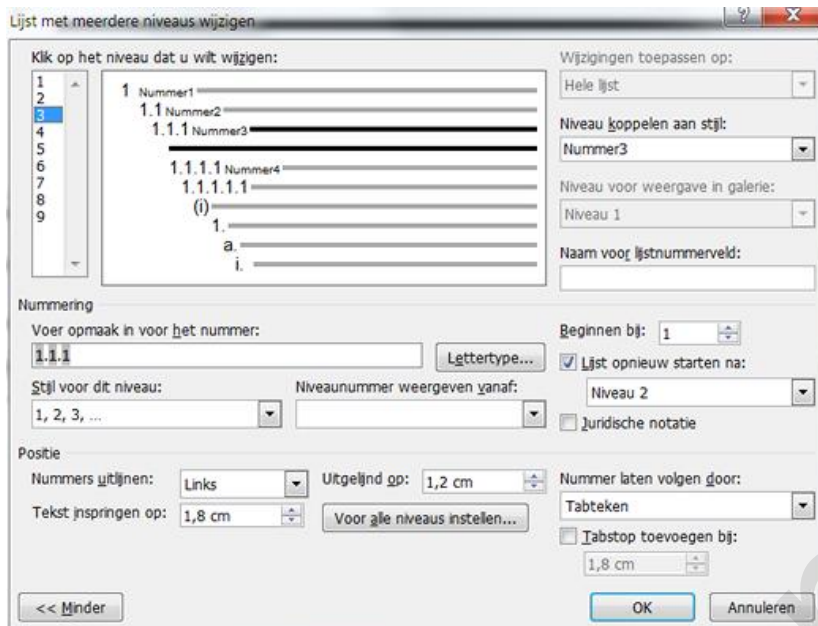 Lijst met meerdere niveaus wijzigen
Klik op het niveau dat u wilt wijzigen:
1
2
3
4
5
6
7
8
9
1 Nummer1
1.1 Nummer2
1.1.1 Nummer3
1.1.1.1 Nummer4
1.1.1.1.1
(i)
1.
a.
i.
Wijzigingen toepassen op:
Hele lijst
Niveau koppelen aan stijl:
Nummer3
Niveau voor weergave in galerie:
Niveau 1
Naam voor lijstnummerveld:
Nummering
Voer opmaak in voor het nummer:
1.1.1
Lettertype...
Stijl voor dit niveau:
1, 2, 3, ...
Niveaunummer weergeven vanaf:
Beginnen bij: 1
Lijst opnieuw starten na:
Niveau 2
Juridische notatie
Positie
Nummers uitlijnen: Links
Uitgelijnd op: 1,2 cm
Tekst inspringen op: 1,8 cm
Voor alle niveaus instellen...
Nummer laten volgen door:
Tabteken
Tabstop toevoegen bij:
1,8 cm
<< Minder
OK
Annuleren